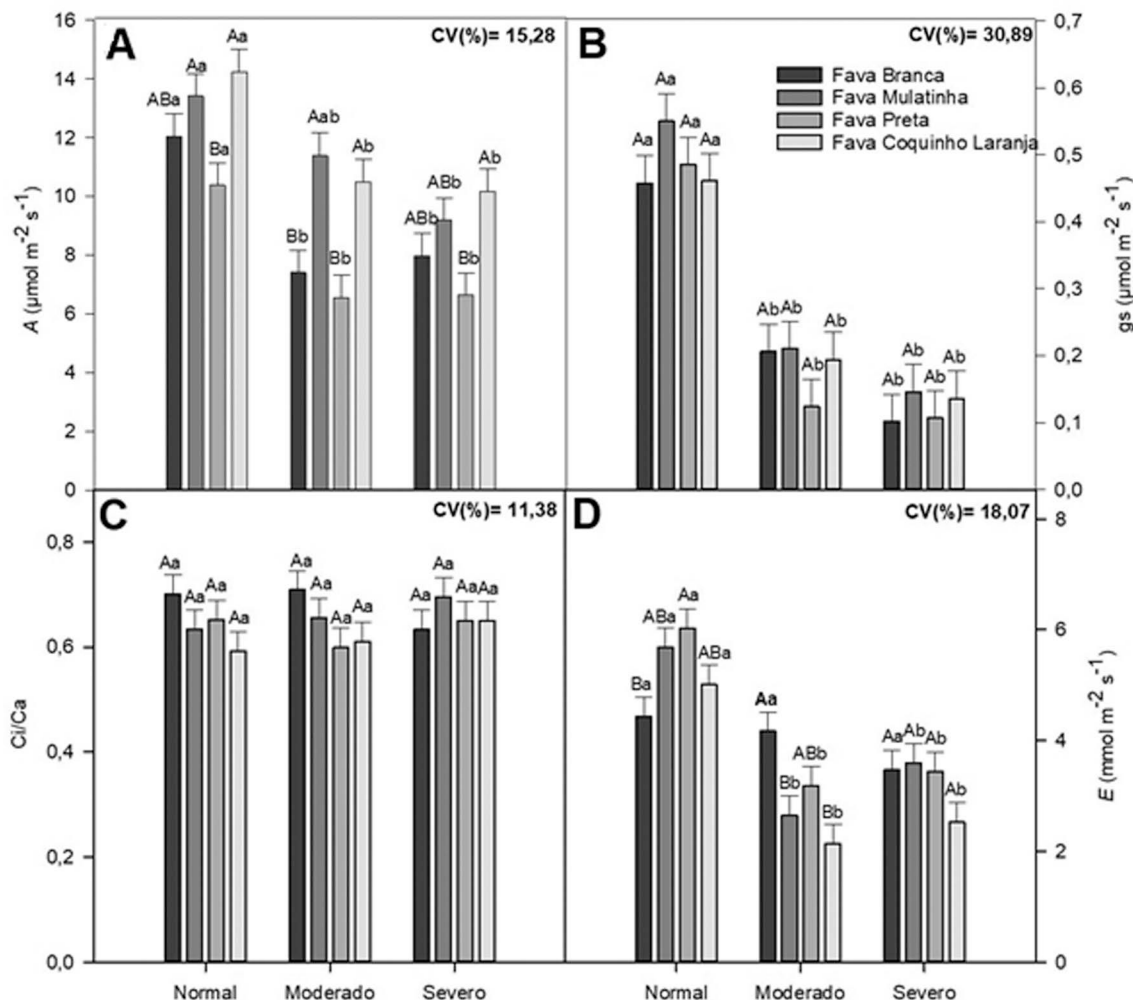 A
CV(%)= 15,28
16
14
12
10
8
6
4
2
0
A (µmol m⁻² s⁻¹)
ABa
Aa
Ba
Aa
Bb
Aab
Bb
Ab
ABb
ABb
Bb
Ab
B
CV(%)= 30,89
Fava Branca
Fava Mulatinha
Fava Preta
Fava Coquinho Laranja
Aa
Aa
Aa
Aa
Ab
Ab
Ab
Ab
Ab
Ab
Ab
Ab
0,7
0,6
0,5
0,4
0,3
0,2
0,1
0,0
gs (µmol m⁻² s⁻¹)
C
CV(%)= 11,38
0,8
0,6
0,4
0,2
0,0
Ci/Ca
Aa
Aa
Aa
Aa
Aa
Aa
Aa
Aa
Aa
Aa
Aa
Aa
Normal
Moderado
Severo
D
CV(%)= 18,07
Ba
ABa
Aa
ABa
Aa
Bb
ABb
Bb
Aa
Ab
Ab
Ab
8
6
4
2
0
E (mmol m⁻² s⁻¹)
Normal
Moderado
Severo